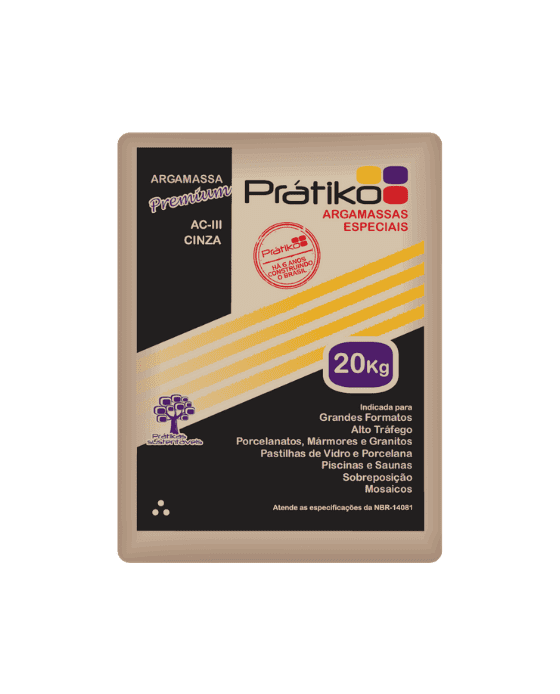 ARGAMASSA
Premium
AC-III
CINZA
Prátiko
ARGAMASSAS
ESPECIAIS
Prátiko
HÁ 6 ANOS
CONSTRUINDO
O BRASIL
20Kg
Indicada para
Grandes Formatos
Alto Tráfego
Porcelanatos, Mármores e Granitos
Pastilhas de Vidro e Porcelana
Piscinas e Saunas
Sobreposição
Mosaicos
Atende as especificações da NBR-14081
Práticas
sustentáveis